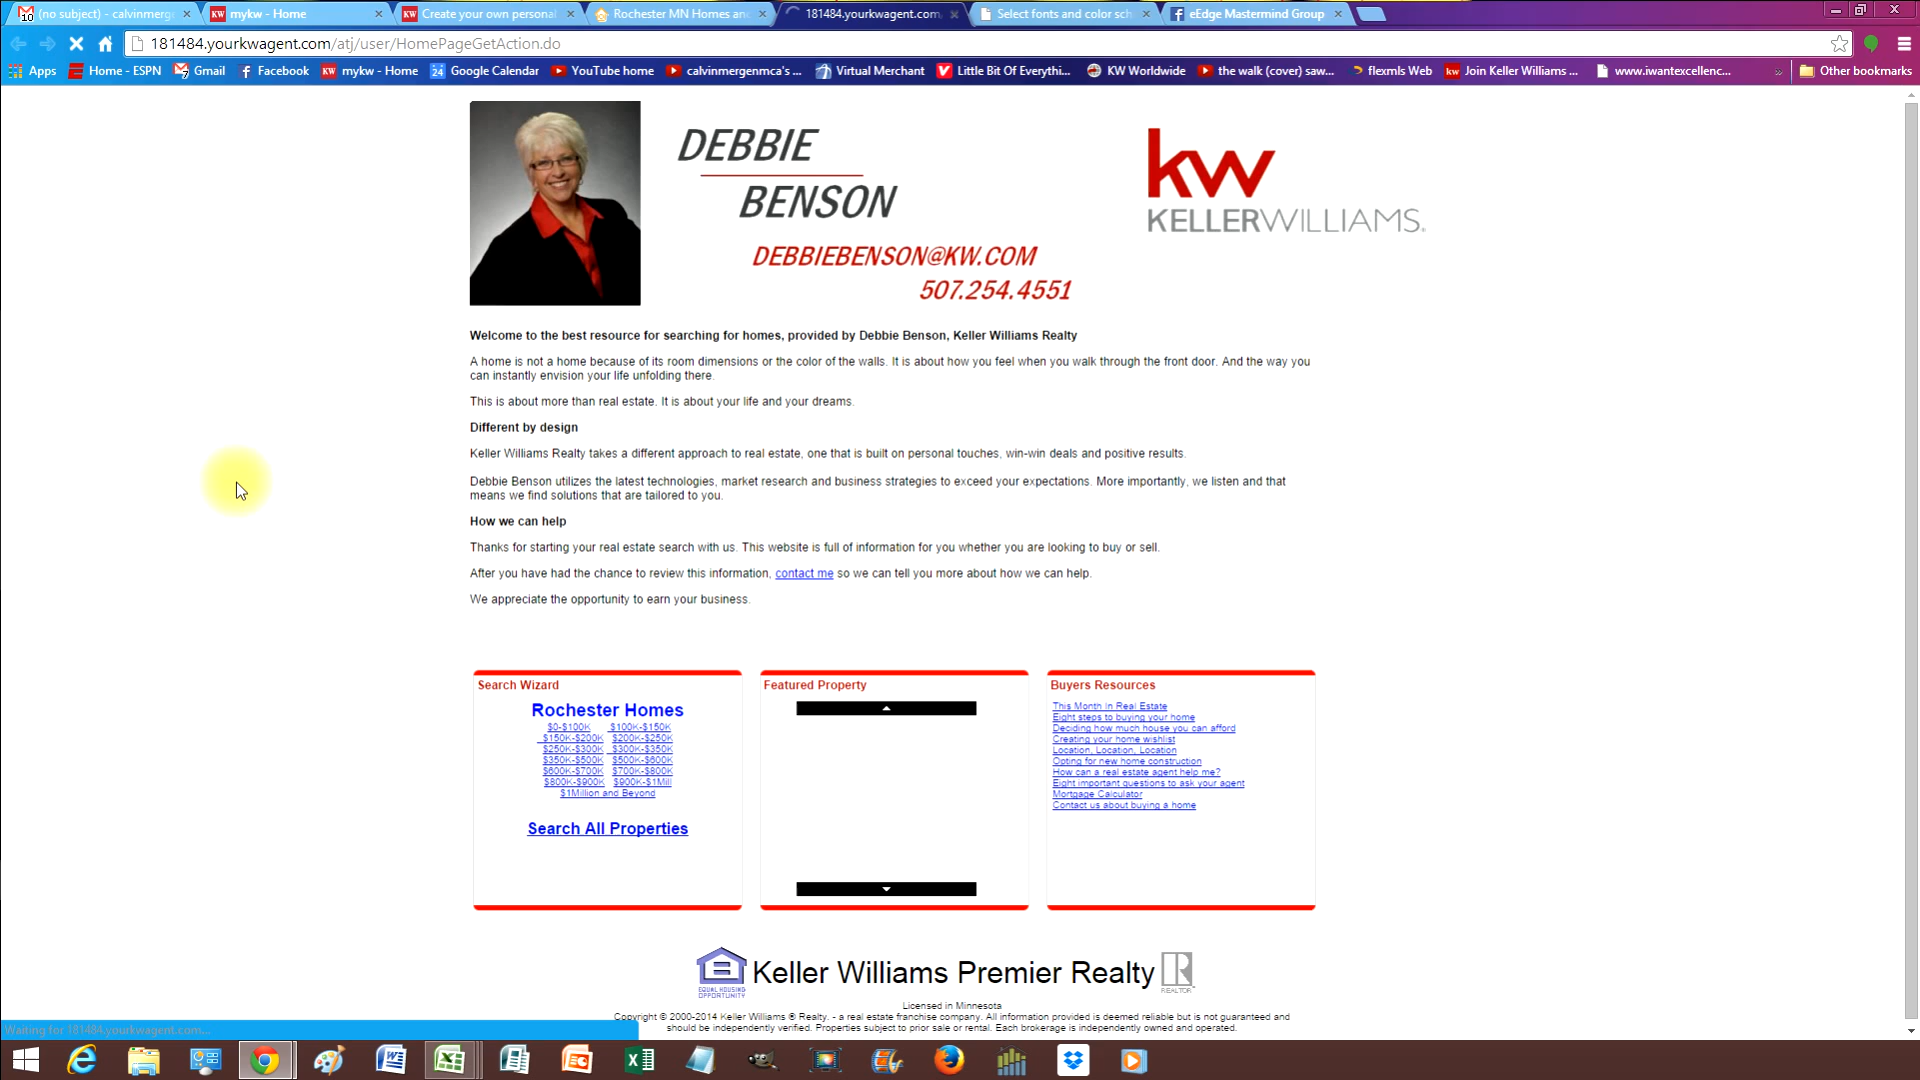 (no subject) - calvinmerge
mykw - Home
Create your own personal
Rochester MN Homes and
181484.yourkwagent.com
Select fonts and color sch
eEdge Mastermind Group
181484.yourkwagent.com/atj/user/HomePageGetAction.do
Apps
Home - ESPN
Gmail
Facebook
mykw - Home
24
Google Calendar
YouTube home
calvinmergenmca's ...
Virtual Merchant
Little Bit Of Everythi...
KW Worldwide
the walk (cover) saw...
flexmls Web
Join Keller Williams ...
www.iwantexcellenc...
»
Other bookmarks
DEBBIE
BENSON
DEBBIEBENSON@KW.COM
507.254.4551
kw
KELLERWILLIAMS®
Welcome to the best resource for searching for homes, provided by Debbie Benson, Keller Williams Realty
A home is not a home because of its room dimensions or the color of the walls. It is about how you feel when you walk through the front door. And the way you
can instantly envision your life unfolding there.
This is about more than real estate. It is about your life and your dreams.
Different by design
Keller Williams Realty takes a different approach to real estate, one that is built on personal touches, win-win deals and positive results.
Debbie Benson utilizes the latest technologies, market research and business strategies to exceed your expectations. More importantly, we listen and that
means we find solutions that are tailored to you.
How we can help
Thanks for starting your real estate search with us. This website is full of information for you whether you are looking to buy or sell.
After you have had the chance to review this information, contact me so we can tell you more about how we can help.
We appreciate the opportunity to earn your business.
Search Wizard
Rochester Homes
$0-$100K $100K-$150K
$150K-$200K $200K-$250K
$250K-$300K $300K-$350K
$350K-$500K $500K-$600K
$600K-$700K $700K-$800K
$800K-$900K $900K-$1Mill
$1Million and Beyond
Search All Properties
Featured Property
Buyers Resources
This Month In Real Estate
Eight steps to buying your home
Deciding how much house you can afford
Creating your home wishlist
Location, Location, Location
Opting for new home construction
How can a real estate agent help me?
Eight important questions to ask your agent
Mortgage Calculator
Contact us about buying a home
EQUAL HOUSING
OPPORTUNITY
Keller Williams Premier Realty
REALTOR
Licensed in Minnesota
Copyright © 2000-2014 Keller Williams ® Realty. - a real estate franchise company. All information provided is deemed reliable but is not guaranteed and
should be independently verified. Properties subject to prior sale or rental. Each brokerage is independently owned and operated.
Waiting for 181484.yourkwagent.com...